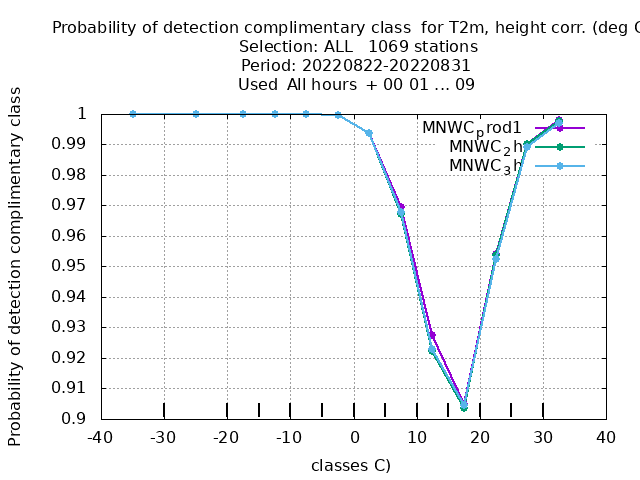 Probability of detection complimentary class for T2m, height corr. (deg C
Selection: ALL 1069 stations
Period: 20220822-20220831
Used All hours + 00 01 ... 09
Probability of detection complimentary class
1
0.99
0.98
0.97
0.96
0.95
0.94
0.93
0.92
0.91
0.9
MNWCprod1
MNWC2h
MNWC3h
-40 -30 -20 -10 0 10 20 30 40
classes C)